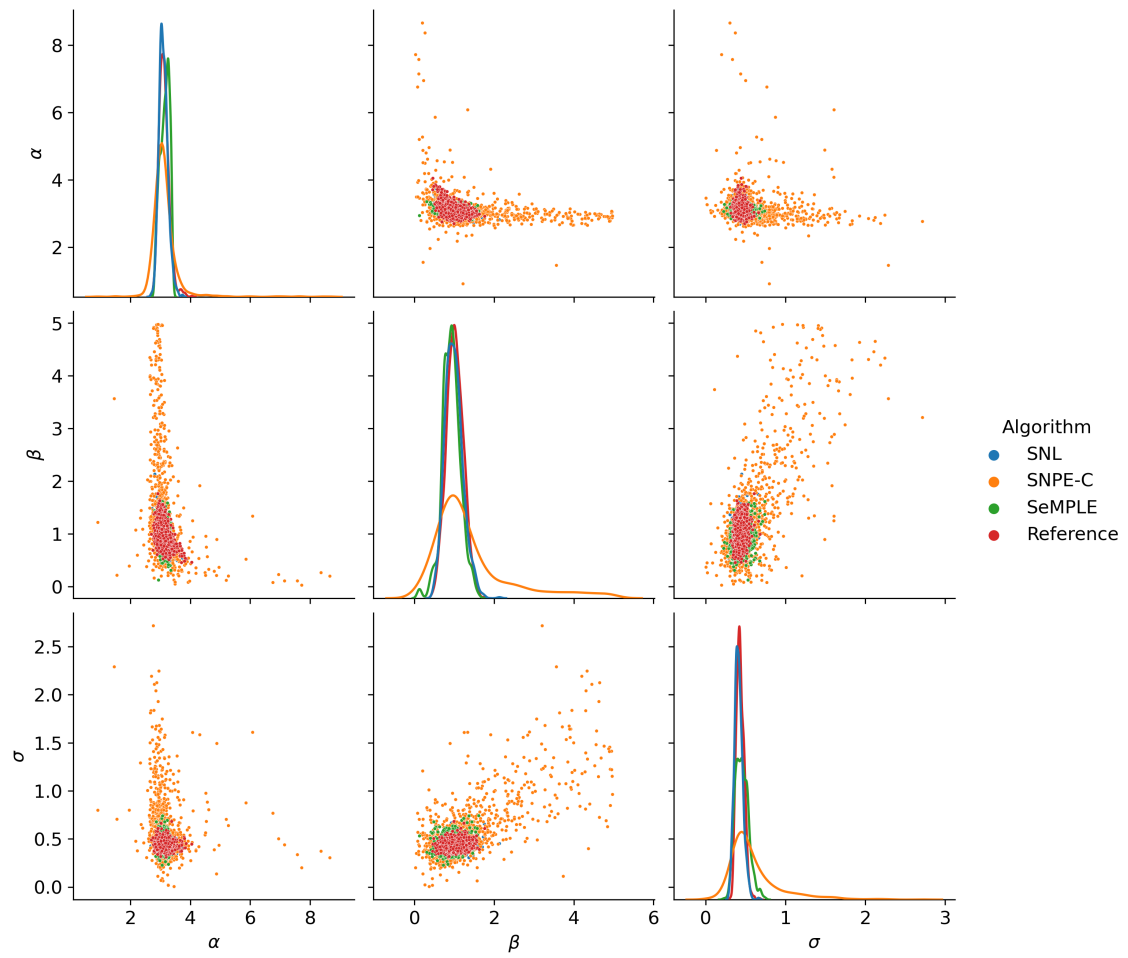 8
6
4
2
α
5
4
3
2
1
0
β
2.5
2.0
1.5
1.0
0.5
0.0
σ
2 4 6 8
α
0 2 4 6
β
0 1 2 3
σ
Algorithm
SNL
SNPE-C
SeMPLE
Reference